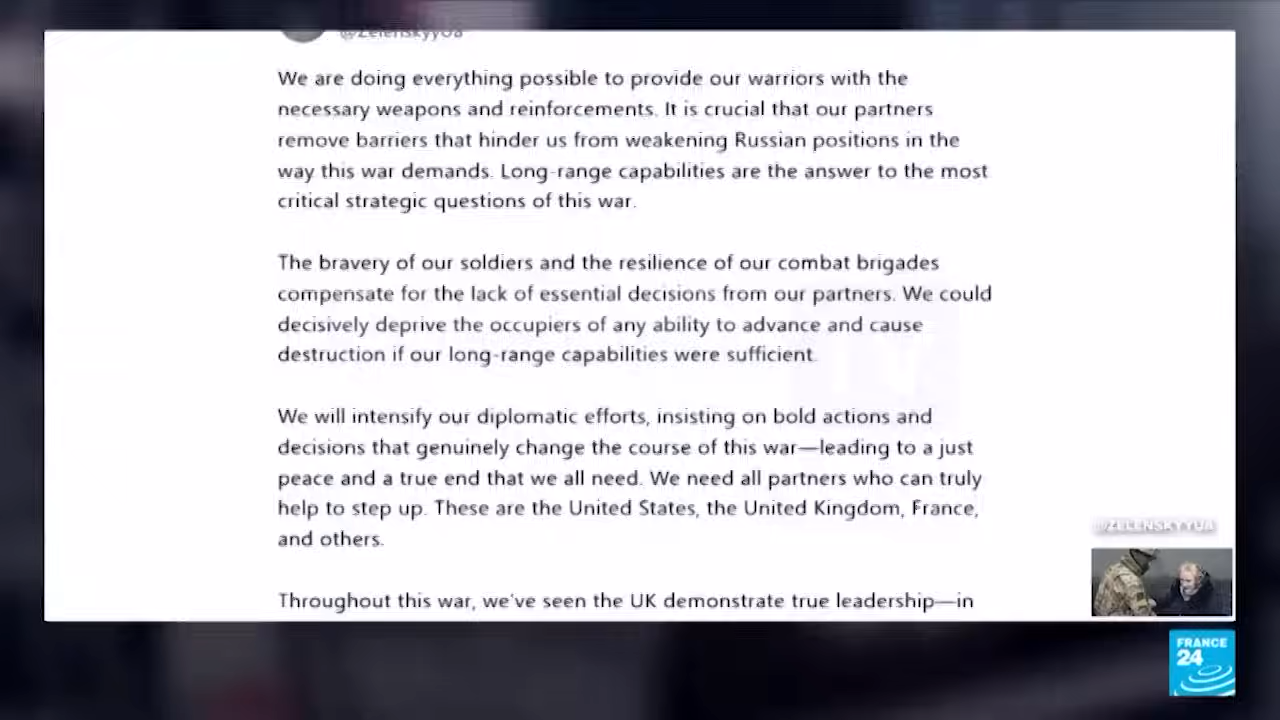 @ZelenskyyUa
We are doing everything possible to provide our warriors with the
necessary weapons and reinforcements. It is crucial that our partners
remove barriers that hinder us from weakening Russian positions in the
way this war demands. Long-range capabilities are the answer to the most
critical strategic questions of this war.
The bravery of our soldiers and the resilience of our combat brigades
compensate for the lack of essential decisions from our partners. We could
decisively deprive the occupiers of any ability to advance and cause
destruction if our long-range capabilities were sufficient.
We will intensify our diplomatic efforts, insisting on bold actions and
decisions that genuinely change the course of this war—leading to a just
peace and a true end that we all need. We need all partners who can truly
help to step up. These are the United States, the United Kingdom, France,
and others.
Throughout this war, we've seen the UK demonstrate true leadership—in
@ZELENSKYYUA
FRANCE
24